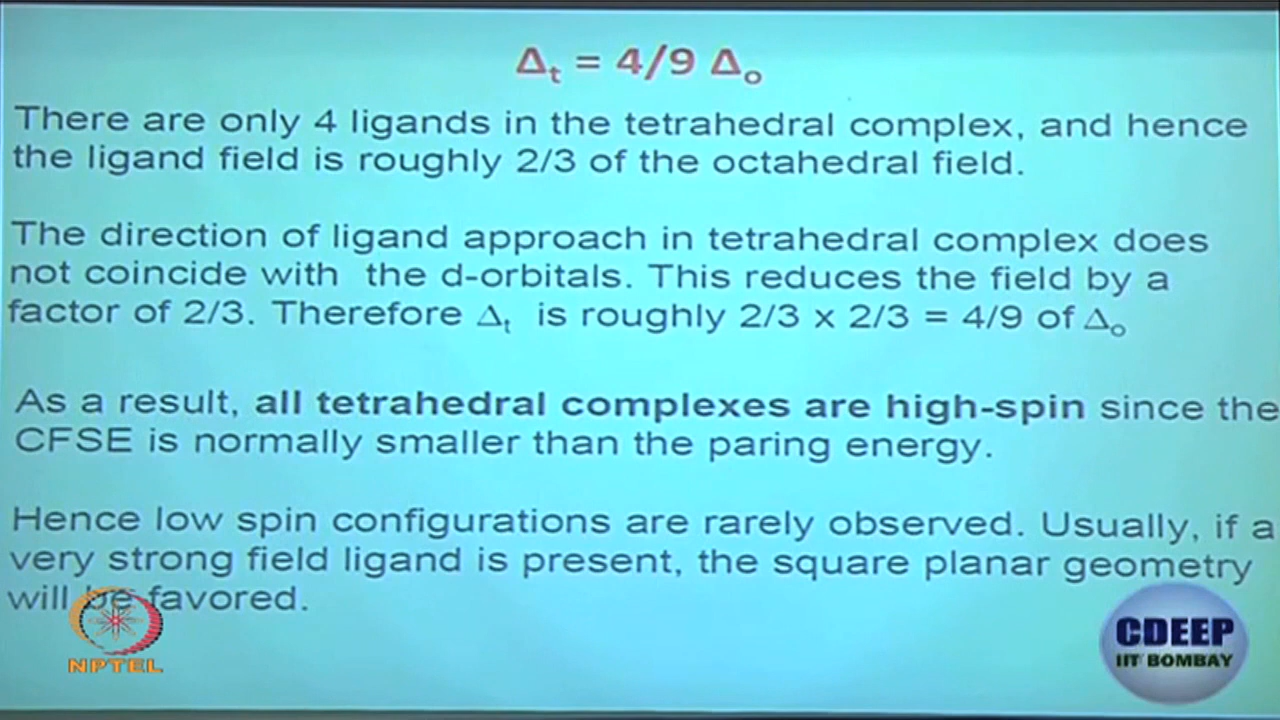 Δt = 4/9 Δo
There are only 4 ligands in the tetrahedral complex, and hence
the ligand field is roughly 2/3 of the octahedral field.
The direction of ligand approach in tetrahedral complex does
not coincide with the d-orbitals. This reduces the field by a
factor of 2/3. Therefore Δt is roughly 2/3 x 2/3 = 4/9 of Δo
As a result, all tetrahedral complexes are high-spin since the
CFSE is normally smaller than the paring energy.
Hence low spin configurations are rarely observed. Usually, if a
very strong field ligand is present, the square planar geometry
will be favored.
NPTEL
CDEEP
IIT BOMBAY